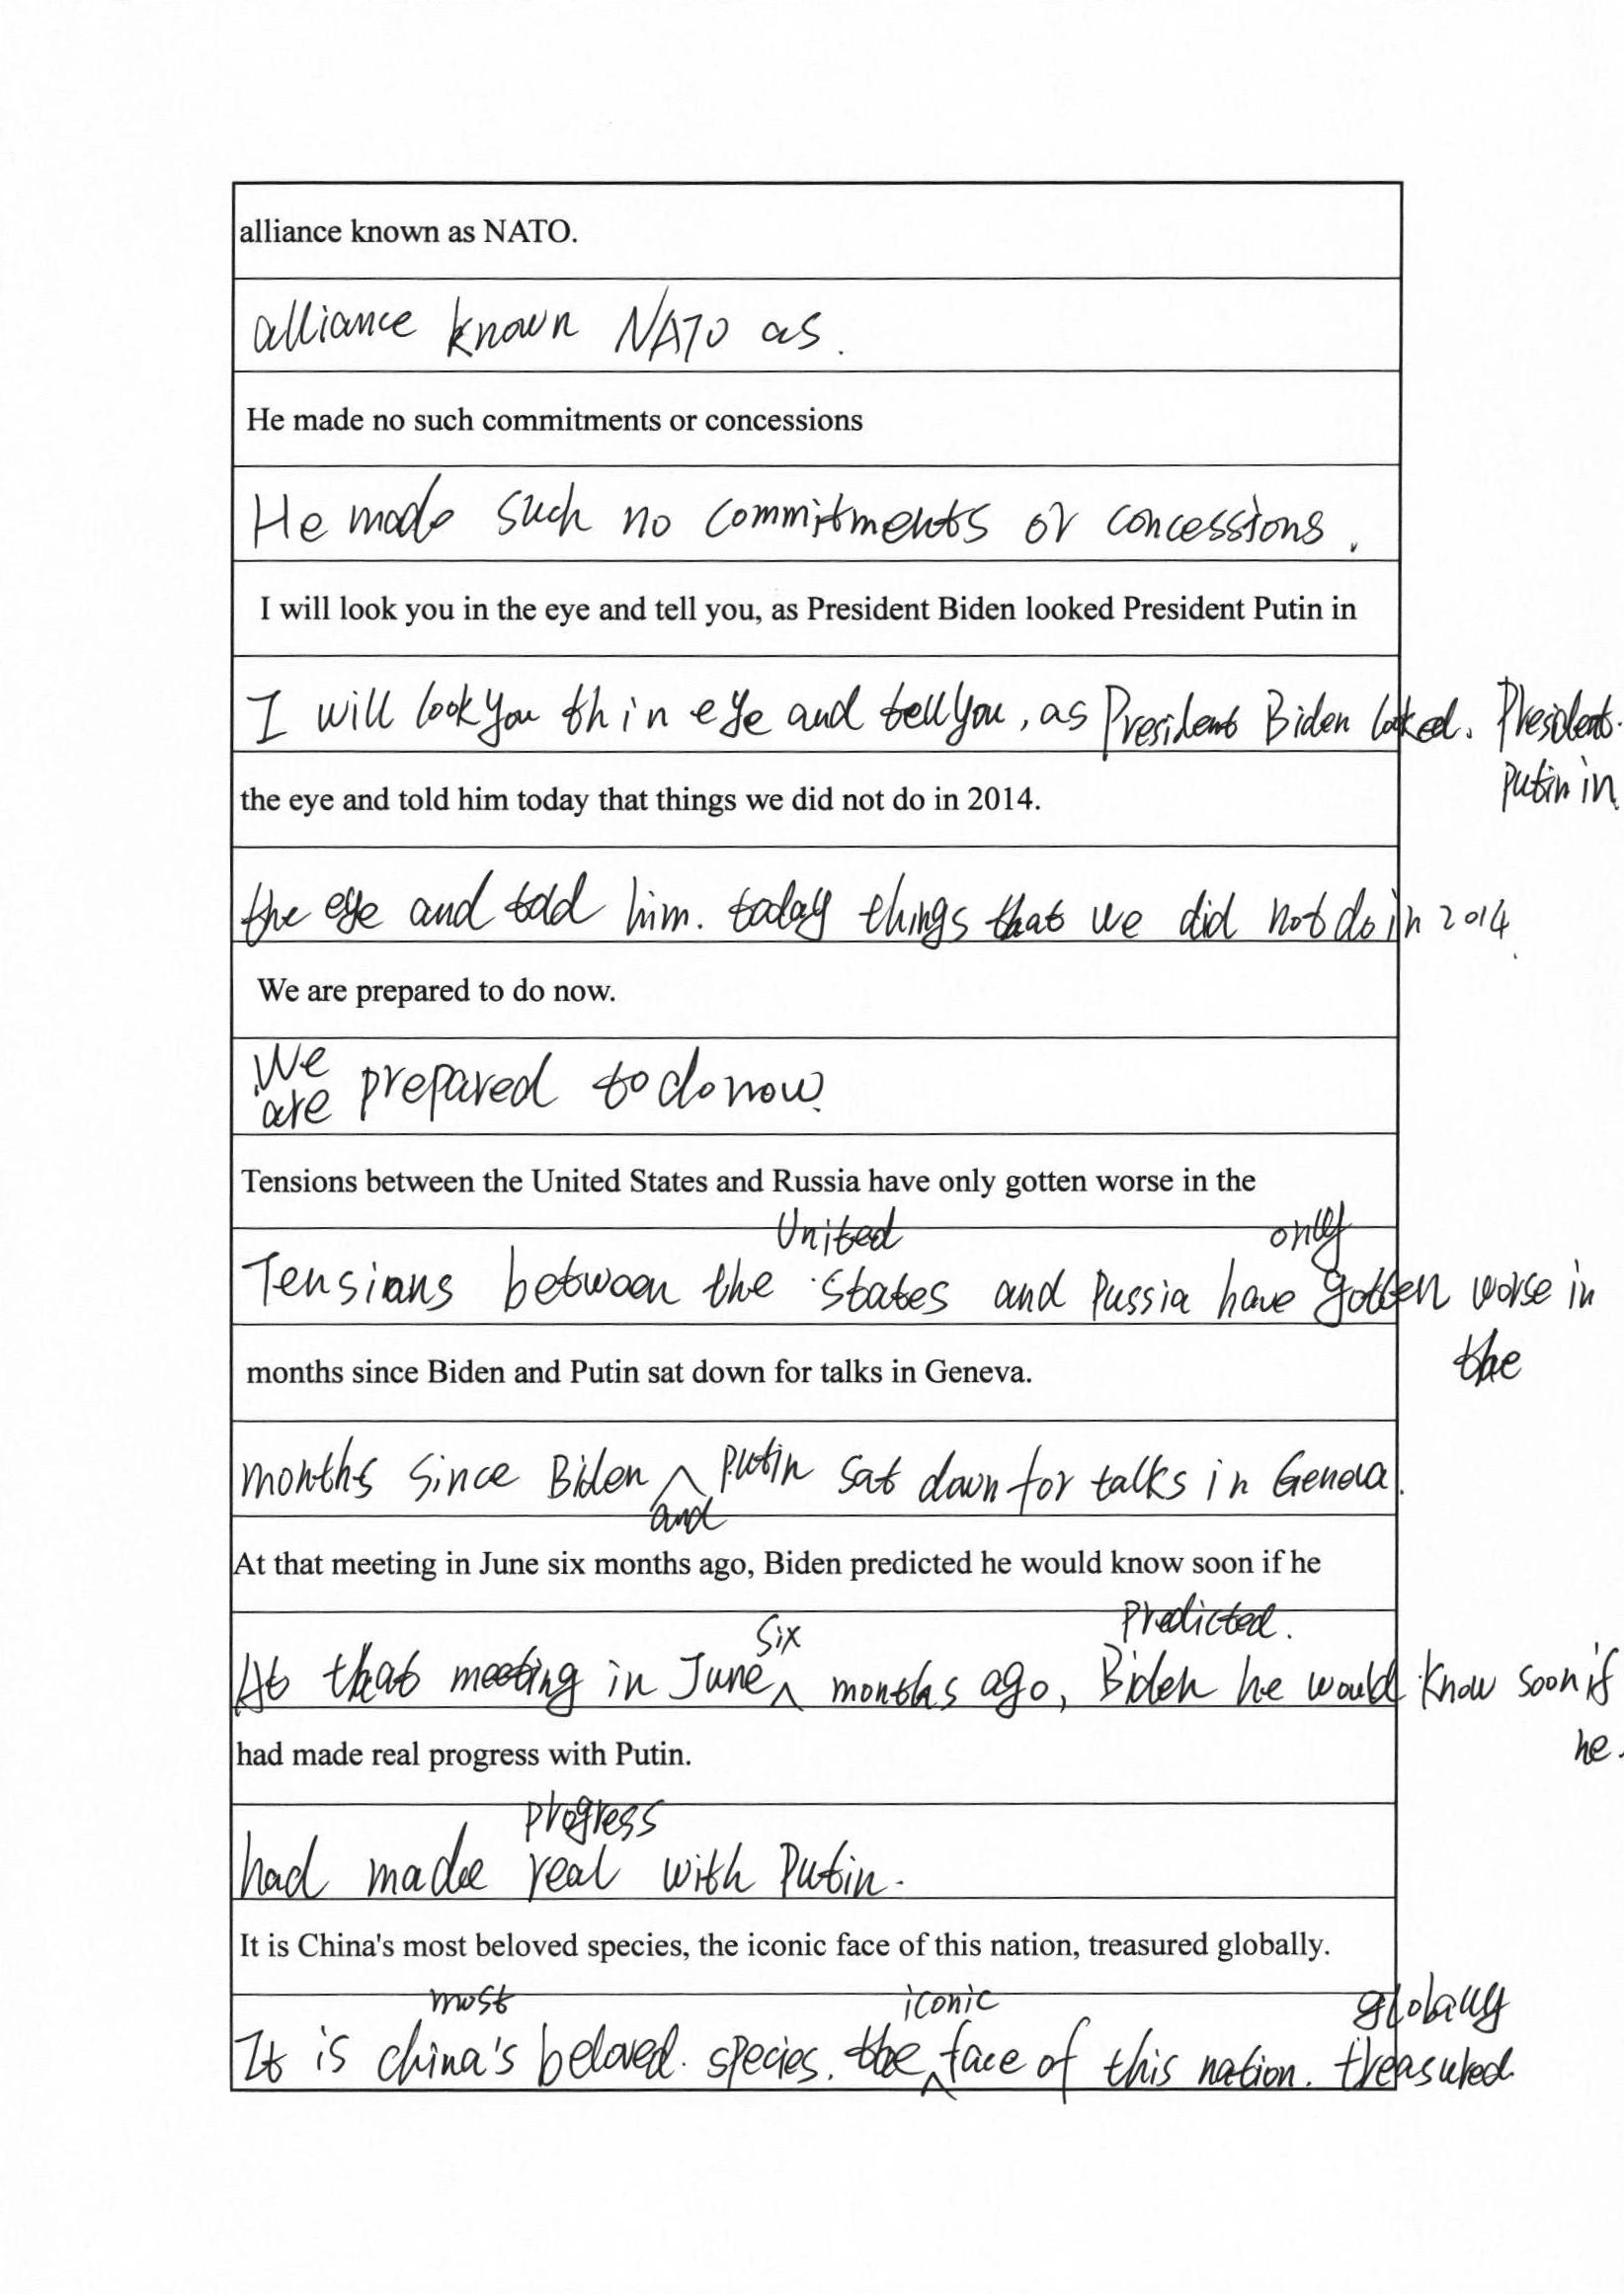 alliance known as NATO.
alliance known NATO as.
He made no such commitments or concessions
He made such no commitments or concessions.
I will look you in the eye and tell you, as President Biden looked President Putin in
I will look you th in eye and tell you, as President Biden looked. President.
Putin in
the eye and told him today that things we did not do in 2014.
the eye and told him. today things that we did not do in 2014.
We are prepared to do now.
We
are prepared to do now.
Tensions between the United States and Russia have only gotten worse in the
United only
Tensions between the States and Russia have gotten worse in
the
months since Biden and Putin sat down for talks in Geneva.
months since Biden Putin sat down for talks in Geneva.
and
At that meeting in June six months ago, Biden predicted he would know soon if he
six Predicted.
At that meeting in June months ago, Biden he would know soon if
he.
had made real progress with Putin.
progress
had made real with Putin.
It is China's most beloved species, the iconic face of this nation, treasured globally.
most iconic globally
It is china's beloved. species. the face of this nation. treasured.